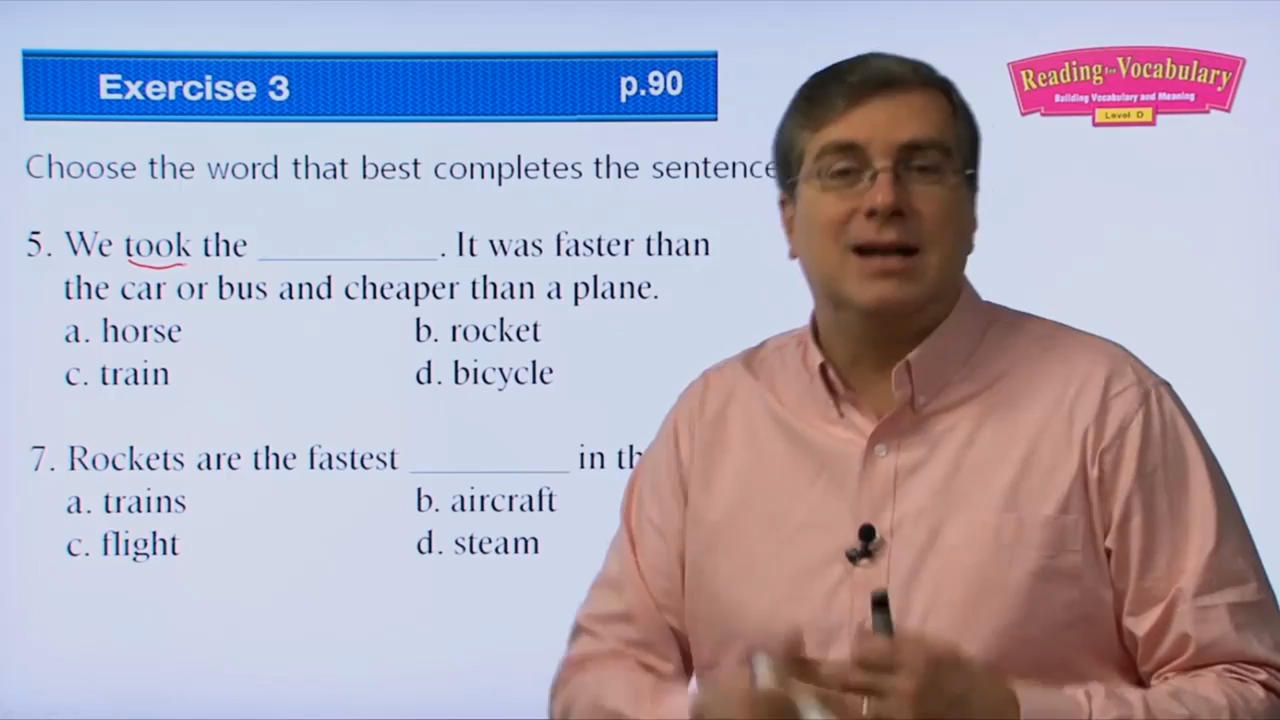 Exercise 3 p.90
Reading for Vocabulary
Building Vocabulary and Meaning
Level D
Choose the word that best completes the sentence
5. We took the ____________. It was faster than
the car or bus and cheaper than a plane.
a. horse b. rocket
c. train d. bicycle
7. Rockets are the fastest ___________ in th
a. trains b. aircraft
c. flight d. steam